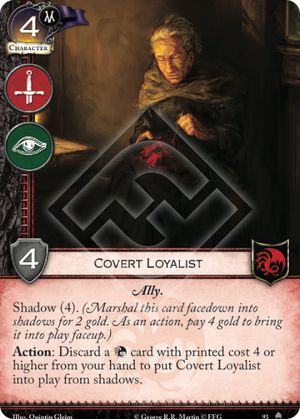 4
CHARACTER
4
COVERT LOYALIST
Ally.
Shadow (4). (Marshal this card facedown into
shadows for 2 gold. As an action, pay 4 gold to bring
it into play faceup.)
Action: Discard a card with printed cost 4 or
higher from your hand to put Covert Loyalist
into play from shadows.
Illus. Quintin Gleim © George R.R. Martin © FFG 93